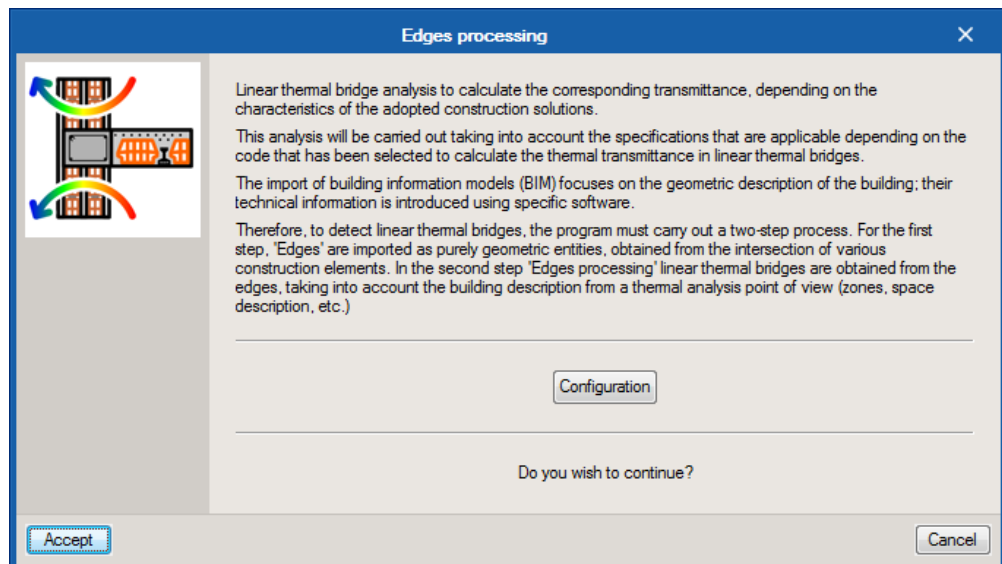 Edges processing
Linear thermal bridge analysis to calculate the corresponding transmittance, depending on the
characteristics of the adopted construction solutions.
This analysis will be carried out taking into account the specifications that are applicable depending on the
code that has been selected to calculate the thermal transmittance in linear thermal bridges.
The import of building information models (BIM) focuses on the geometric description of the building; their
technical information is introduced using specific software.
Therefore, to detect linear thermal bridges, the program must carry out a two-step process. For the first
step, 'Edges' are imported as purely geometric entities, obtained from the intersection of various
construction elements. In the second step 'Edges processing' linear thermal bridges are obtained from the
edges, taking into account the building description from a thermal analysis point of view (zones, space
description, etc.)
Configuration
Do you wish to continue?
Accept
Cancel